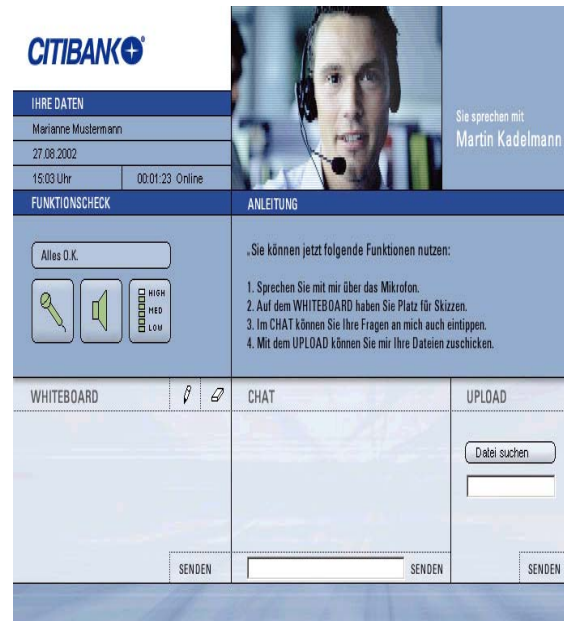 CITIBANK
IHRE DATEN
Marianne Mustermann
27.08.2002
15:03 Uhr
00:01:23 Online
Sie sprechen mit
Martin Kadelmann
FUNKTIONSCHECK
Alles O.K.
HIGH
MED
LOW
ANLEITUNG
„Sie können jetzt folgende Funktionen nutzen:
1. Sprechen Sie mit mir über das Mikrofon.
2. Auf dem WHITEBOARD haben Sie Platz für Skizzen.
3. Im CHAT können Sie Ihre Fragen an mich auch eintippen.
4. Mit dem UPLOAD können Sie mir Ihre Dateien zuschicken.
WHITEBOARD
SENDEN
CHAT
SENDEN
UPLOAD
Datei suchen
SENDEN